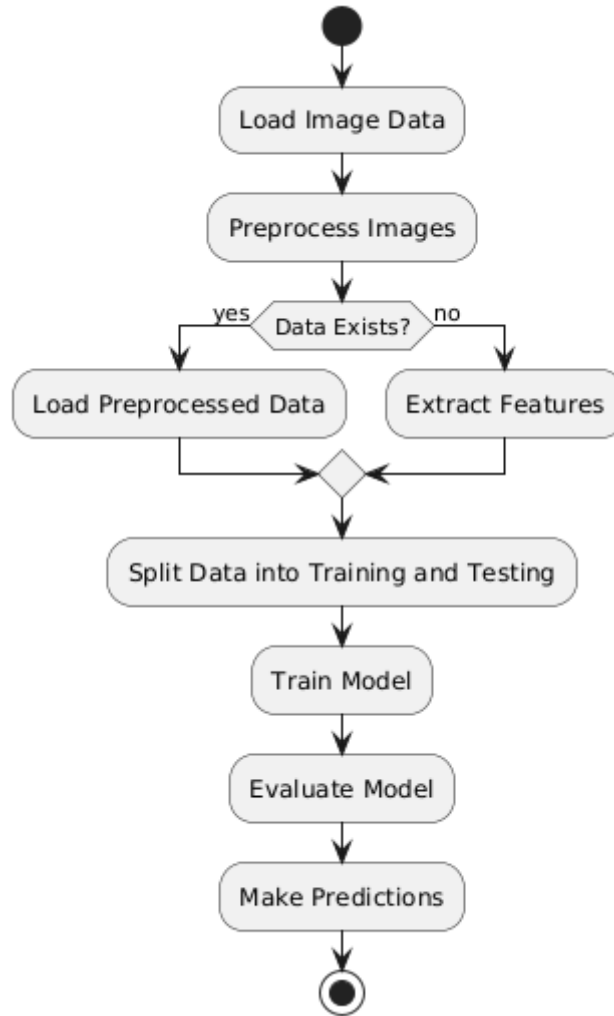 Load Image Data
Preprocess Images
yes
Data Exists?
no
Load Preprocessed Data
Extract Features
Split Data into Training and Testing
Train Model
Evaluate Model
Make Predictions